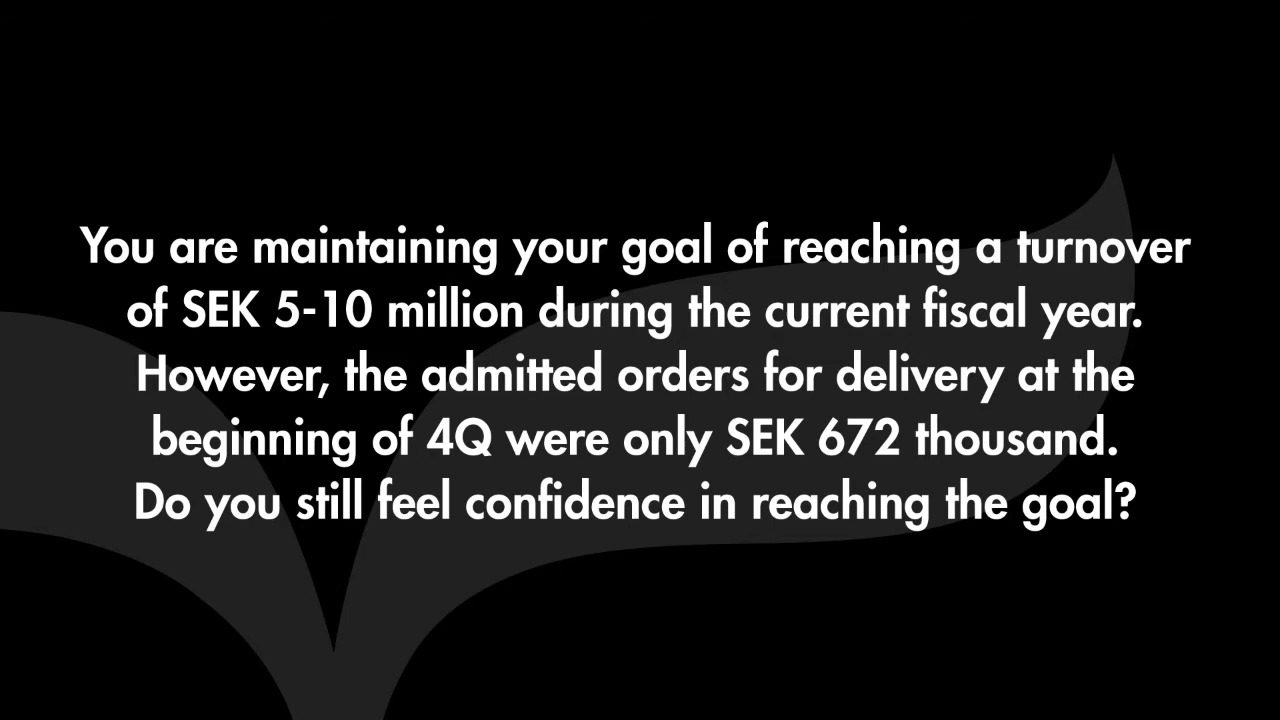 You are maintaining your goal of reaching a turnover
of SEK 5-10 million during the current fiscal year.
However, the admitted orders for delivery at the
beginning of 4Q were only SEK 672 thousand.
Do you still feel confidence in reaching the goal?